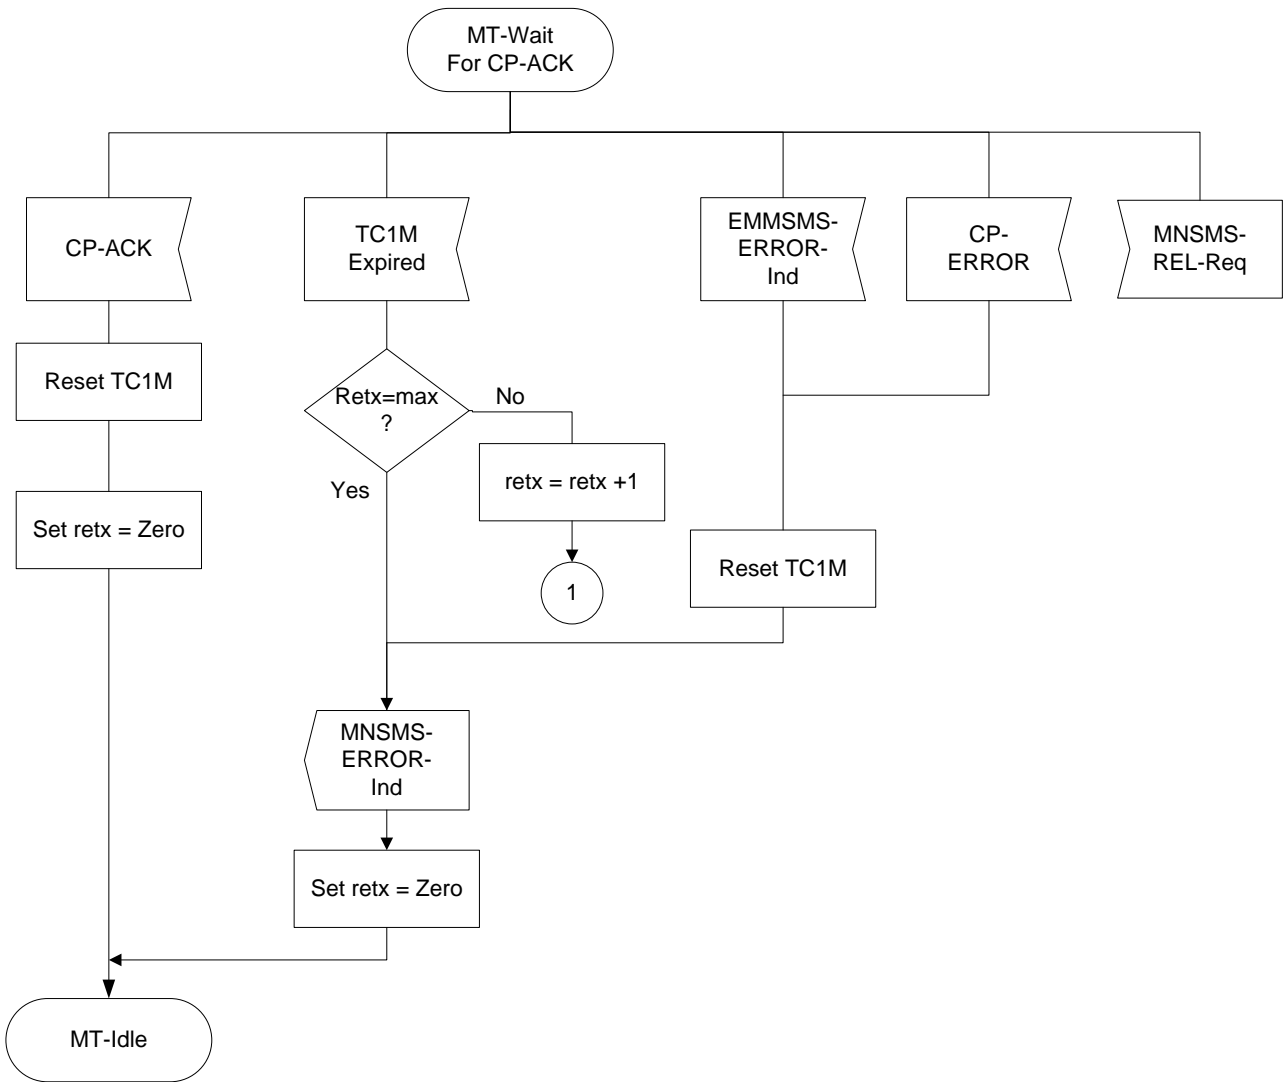 MT-Wait
For CP-ACK
CP-ACK
TC1M
Expired
EMMSMS-
ERROR-
Ind
CP-
ERROR
MNSMS-
REL-Req
Reset TC1M
Retx=max
?
No
Yes
retx = retx +1
Set retx = Zero
Reset TC1M
1
MNSMS-
ERROR-
Ind
Set retx = Zero
MT-Idle